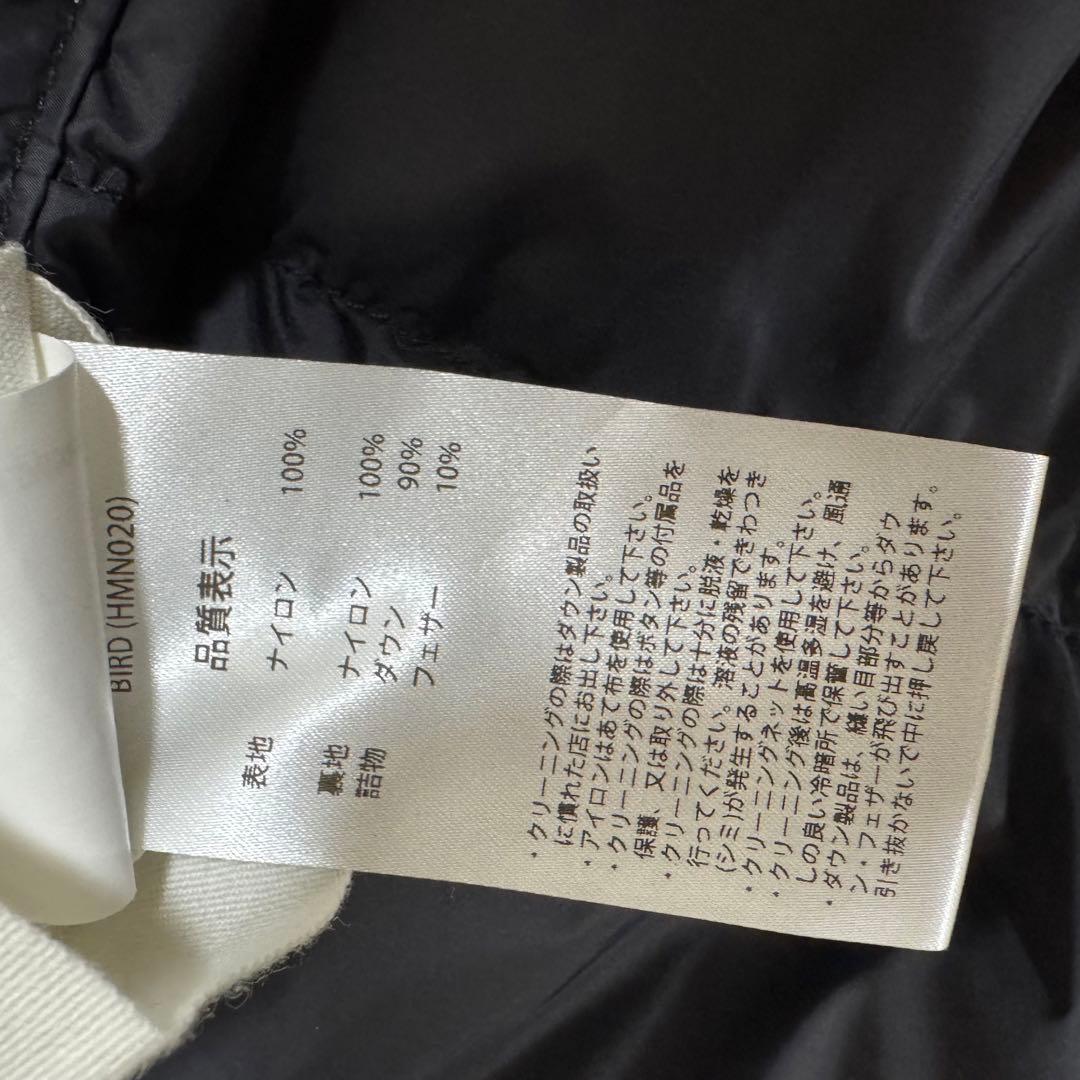 BIRD (HMN020)
品質表示
表地 ナイロン 100%
裏地 ナイロン 100%
詰物 ダウン 90%
フェザー 10%
・クリーニングの際はダウン製品の取扱い
に慣れた店にお出し下さい。
・アイロンはあて布を使用して下さい。
・クリーニングの際はボタン等の付属品を
保護、又は取り外して下さい。
・クリーニングの際は十分に脱液・乾燥を
行ってください。溶液の残留できわつき
(シミ)が発生することがあります。
・クリーニングネットを使用して下さい。
・クリーニング後は高温多湿を避け、風通
しの良い冷暗所で保管して下さい。
・ダウン製品は、縫い目部分等からダウ
ン・フェザーが飛び出すことがあります。
引き抜かないで中に押し戻して下さい。